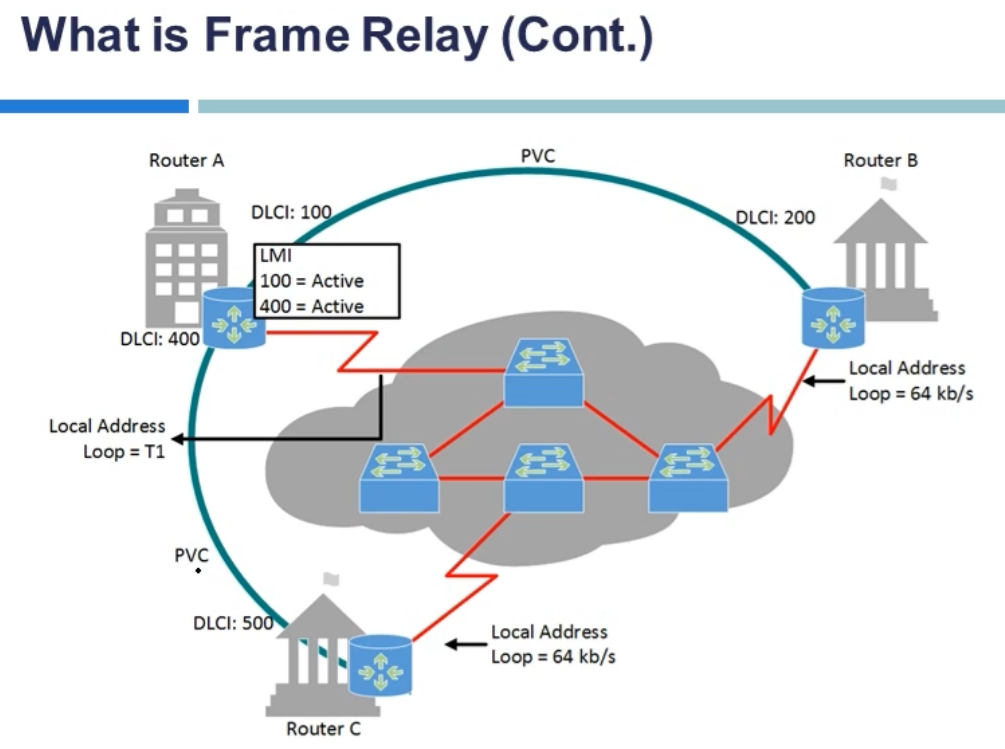 What is Frame Relay (Cont.)
PVC
Router A
Router B
DLCI: 100
DLCI: 200
LMI
100 = Active
400 = Active
DLCI: 400
Local Address
Loop = 64 kb/s
Local Address
Loop = T1
PVC
DLCI: 500
Local Address
Loop = 64 kb/s
Router C